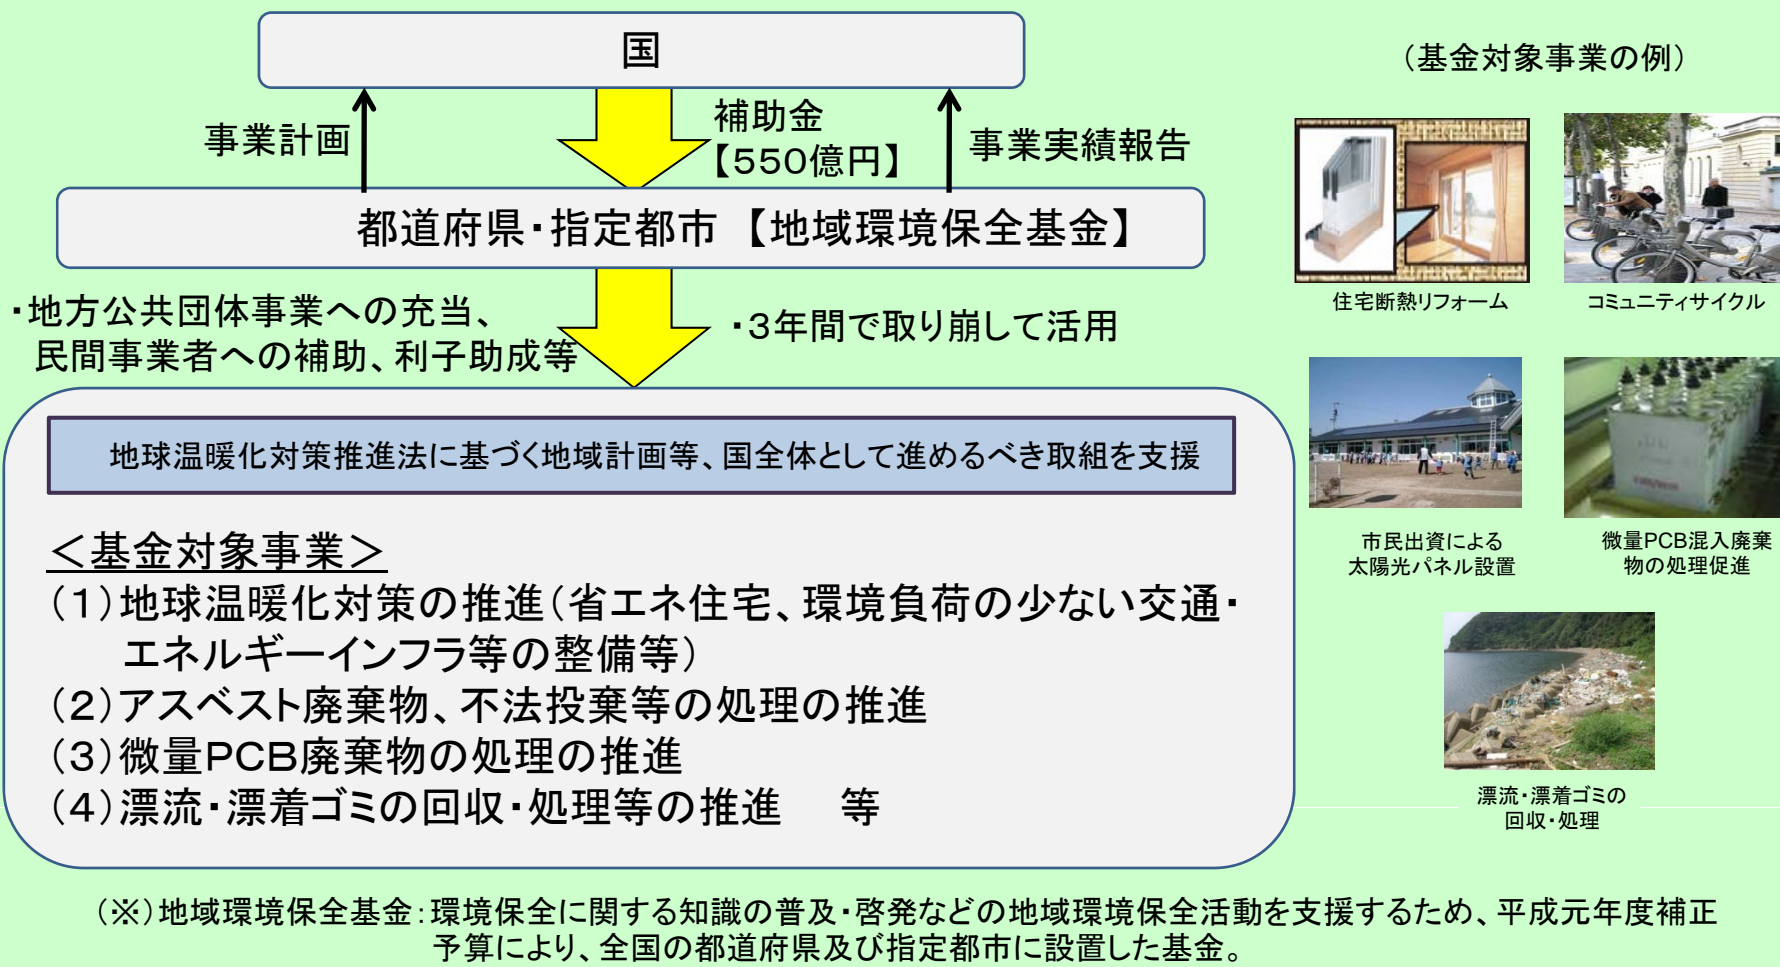 国
事業計画
補助金
【550億円】
事業実績報告
都道府県・指定都市 【地域環境保全基金】
・地方公共団体事業への充当、
民間事業者への補助、利子助成等
・3年間で取り崩して活用
地球温暖化対策推進法に基づく地域計画等、国全体として進めるべき取組を支援
＜基金対象事業＞
（1）地球温暖化対策の推進（省エネ住宅、環境負荷の少ない交通・
エネルギーインフラ等の整備等）
（2）アスベスト廃棄物、不法投棄等の処理の推進
（3）微量PCB廃棄物の処理の推進
（4）漂流・漂着ゴミの回収・処理等の推進　等
（基金対象事業の例）
住宅断熱リフォーム
コミュニティサイクル
市民出資による
太陽光パネル設置
微量PCB混入廃棄
物の処理促進
漂流・漂着ゴミの
回収・処理
（※）地域環境保全基金：環境保全に関する知識の普及・啓発などの地域環境保全活動を支援するため、平成元年度補正
予算により、全国の都道府県及び指定都市に設置した基金。